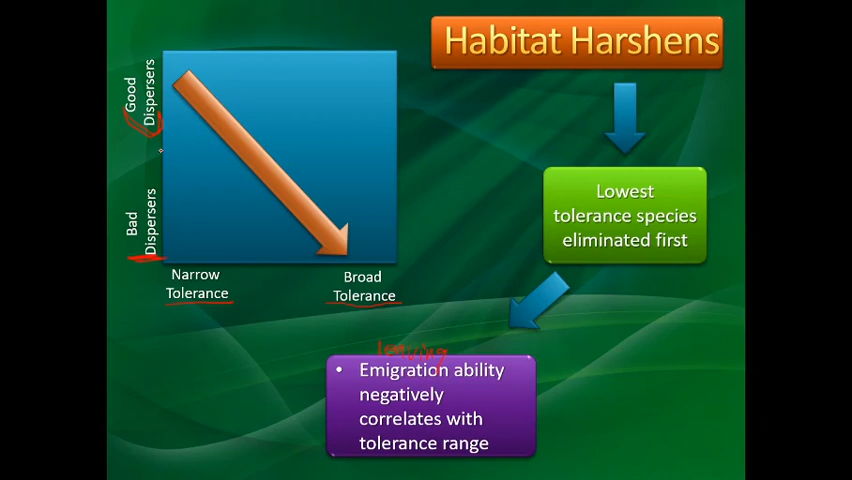 Habitat Harshens
Good
Dispersers
Bad
Dispersers
Narrow
Tolerance
Broad
Tolerance
Lowest
tolerance species
eliminated first
leaving
• Emigration ability
negatively
correlates with
tolerance range